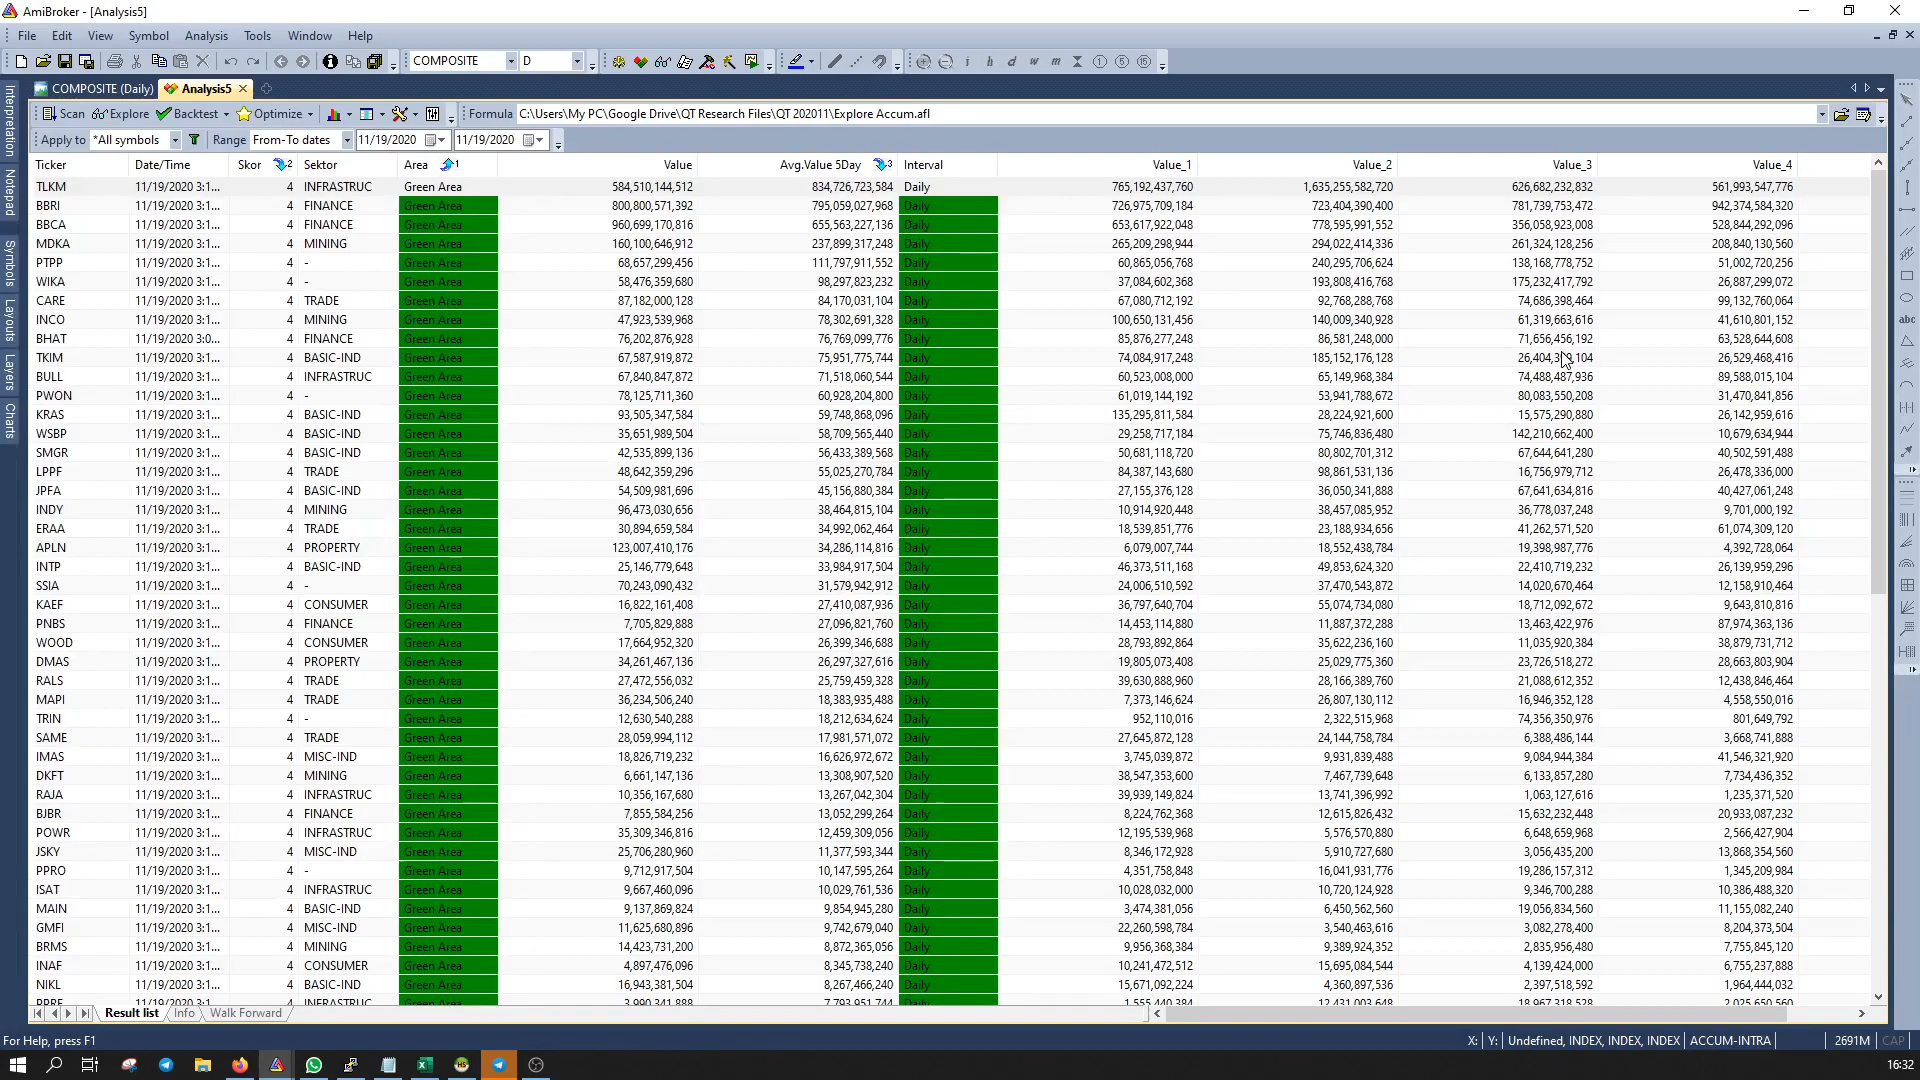 AmiBroker - [Analysis5]
File Edit View Symbol Analysis Tools Window Help
COMPOSITE D
COMPOSITE (Daily) Analysis5
Scan Explore Backtest Optimize Formula C:\Users\My PC\Google Drive\QT Research Files\QT 202011\Explore Accum.afl
Apply to *All symbols Range From-To dates 11/19/2020 11/19/2020
Interpretation
Notepad
Symbols
Layouts
Layers
Charts
Ticker Date/Time Skor 2 Sektor Area 1 Value Avg.Value 5Day 3 Interval Value_1 Value_2 Value_3 Value_4
TLKM 11/19/2020 3:1... 4 INFRASTRUC Green Area 584,510,144,512 834,726,723,584 Daily 765,192,437,760 1,635,255,582,720 626,682,232,832 561,993,547,776
BBRI 11/19/2020 3:1... 4 FINANCE Green Area 800,800,571,392 795,059,027,968 Daily 726,975,709,184 723,404,390,400 781,739,753,472 942,374,584,320
BBCA 11/19/2020 3:1... 4 FINANCE Green Area 960,699,170,816 655,563,227,136 Daily 653,617,922,048 778,595,991,552 356,058,923,008 528,844,292,096
MDKA 11/19/2020 3:1... 4 MINING Green Area 160,100,646,912 237,899,317,248 Daily 265,209,298,944 294,022,414,336 261,324,128,256 208,840,130,560
PTPP 11/19/2020 3:1... 4 - Green Area 68,657,299,456 111,797,911,552 Daily 60,865,056,768 240,295,706,624 138,168,778,752 51,002,720,256
WIKA 11/19/2020 3:1... 4 - Green Area 58,476,359,680 98,297,823,232 Daily 37,084,602,368 193,808,416,768 175,232,417,792 26,887,299,072
CARE 11/19/2020 3:1... 4 TRADE Green Area 87,182,000,128 84,170,031,104 Daily 67,080,712,192 92,768,288,768 74,686,398,464 99,132,760,064
INCO 11/19/2020 3:1... 4 MINING Green Area 47,923,539,968 78,302,691,328 Daily 100,650,131,456 140,009,340,928 61,319,663,616 41,610,801,152
BHAT 11/19/2020 3:0... 4 FINANCE Green Area 76,202,876,928 76,769,099,776 Daily 85,876,277,248 86,581,248,000 71,656,456,192 63,528,644,608
TKIM 11/19/2020 3:1... 4 BASIC-IND Green Area 67,587,919,872 75,951,775,744 Daily 74,084,917,248 185,152,176,128 26,529,468,416
BULL 11/19/2020 3:1... 4 INFRASTRUC Green Area 67,840,847,872 71,518,060,544 Daily 60,523,008,000 65,149,968,384 74,488,487,936 89,588,015,104
PWON 11/19/2020 3:1... 4 - Green Area 78,125,711,360 60,928,204,800 Daily 61,019,144,192 53,941,788,672 80,083,550,208 31,470,841,856
KRAS 11/19/2020 3:1... 4 BASIC-IND Green Area 93,505,347,584 59,748,868,096 Daily 135,295,811,584 28,224,921,600 15,575,290,880 26,142,959,616
WSBP 11/19/2020 3:1... 4 BASIC-IND Green Area 35,651,989,504 58,709,565,440 Daily 29,258,717,184 75,746,836,480 142,210,662,400 10,679,634,944
SMGR 11/19/2020 3:1... 4 BASIC-IND Green Area 42,535,899,136 56,433,389,568 Daily 50,681,118,720 80,802,701,312 67,644,641,280 40,502,591,488
LPPF 11/19/2020 3:1... 4 TRADE Green Area 48,642,359,296 55,025,270,784 Daily 84,387,143,680 98,861,531,136 16,756,979,712 26,478,336,000
JPFA 11/19/2020 3:1... 4 BASIC-IND Green Area 54,509,981,696 45,156,880,384 Daily 27,155,376,128 36,050,341,888 67,641,634,816 40,427,061,248
INDY 11/19/2020 3:1... 4 MINING Green Area 96,473,030,656 38,464,815,104 Daily 10,914,920,448 38,457,085,952 36,778,037,248 9,701,000,192
ERAA 11/19/2020 3:1... 4 TRADE Green Area 30,894,659,584 34,992,062,464 Daily 18,539,851,776 23,188,934,656 41,262,571,520 61,074,309,120
APLN 11/19/2020 3:1... 4 PROPERTY Green Area 123,007,410,176 34,286,114,816 Daily 6,079,007,744 18,552,438,784 19,398,987,776 4,392,728,064
INTP 11/19/2020 3:1... 4 BASIC-IND Green Area 25,146,779,648 33,984,917,504 Daily 46,373,511,168 49,853,624,320 22,410,719,232 26,139,959,296
SSIA 11/19/2020 3:1... 4 - Green Area 70,243,090,432 31,579,942,912 Daily 24,006,510,592 37,470,543,872 14,020,670,464 12,158,910,464
KAEF 11/19/2020 3:1... 4 CONSUMER Green Area 16,822,161,408 27,410,087,936 Daily 36,797,640,704 55,074,734,080 18,712,092,672 9,643,810,816
PNBS 11/19/2020 3:1... 4 FINANCE Green Area 7,705,829,888 27,096,821,760 Daily 14,453,114,880 11,887,372,288 13,463,422,976 87,974,363,136
WOOD 11/19/2020 3:1... 4 CONSUMER Green Area 17,664,952,320 26,399,346,688 Daily 28,793,892,864 35,622,236,160 11,035,920,384 38,879,731,712
DMAS 11/19/2020 3:1... 4 PROPERTY Green Area 34,261,467,136 26,297,327,616 Daily 19,805,073,408 25,029,775,360 23,726,518,272 28,663,803,904
RALS 11/19/2020 3:1... 4 TRADE Green Area 27,472,556,032 25,759,459,328 Daily 39,630,888,960 28,166,389,760 21,088,612,352 12,438,846,464
MAPI 11/19/2020 3:1... 4 TRADE Green Area 36,234,506,240 18,383,935,488 Daily 7,373,146,624 26,807,130,112 16,946,352,128 4,558,550,016
TRIN 11/19/2020 3:1... 4 - Green Area 12,630,540,288 18,212,634,624 Daily 952,110,016 2,322,515,968 74,356,350,976 801,649,792
SAME 11/19/2020 3:1... 4 TRADE Green Area 28,059,994,112 17,981,571,072 Daily 27,645,872,128 24,144,758,784 6,388,486,144 3,668,741,888
IMAS 11/19/2020 3:1... 4 MISC-IND Green Area 18,826,719,232 16,626,972,672 Daily 3,745,039,872 9,931,839,488 9,084,944,384 41,546,321,920
DKFT 11/19/2020 3:1... 4 MINING Green Area 6,661,147,136 13,308,907,520 Daily 38,547,353,600 7,467,739,648 6,133,857,280 7,734,436,352
RAJA 11/19/2020 3:1... 4 INFRASTRUC Green Area 10,356,167,680 13,267,042,304 Daily 39,939,149,824 13,741,396,992 1,063,127,616 1,235,371,520
BJBR 11/19/2020 3:1... 4 FINANCE Green Area 7,855,584,256 13,052,299,264 Daily 8,224,762,368 12,615,826,432 15,632,232,448 20,933,087,232
POWR 11/19/2020 3:1... 4 INFRASTRUC Green Area 35,309,346,816 12,459,309,056 Daily 12,195,539,968 5,576,570,880 6,648,659,968 2,566,427,904
JSKY 11/19/2020 3:1... 4 MISC-IND Green Area 25,706,280,960 11,377,593,344 Daily 8,346,172,928 5,910,727,680 3,056,435,200 13,868,354,560
PPRO 11/19/2020 3:1... 4 - Green Area 9,712,917,504 10,147,595,264 Daily 4,351,758,848 16,041,931,776 19,286,157,312 1,345,209,984
ISAT 11/19/2020 3:1... 4 INFRASTRUC Green Area 9,667,460,096 10,029,761,536 Daily 10,028,032,000 10,720,124,928 9,346,700,288 10,386,488,320
MAIN 11/19/2020 3:1... 4 BASIC-IND Green Area 9,137,869,824 9,854,945,280 Daily 3,474,381,056 6,450,562,560 19,056,834,560 11,155,082,240
GMFI 11/19/2020 3:1... 4 MISC-IND Green Area 11,625,680,896 9,742,679,040 Daily 22,260,598,784 3,540,463,616 3,082,278,400 8,204,373,504
BRMS 11/19/2020 3:1... 4 MINING Green Area 14,423,731,200 8,872,365,056 Daily 9,956,368,384 9,389,924,352 2,835,956,480 7,755,845,120
INAF 11/19/2020 3:1... 4 CONSUMER Green Area 4,897,476,096 8,345,738,240 Daily 10,241,472,512 15,695,084,544 4,139,424,000 6,755,237,888
NIKL 11/19/2020 3:1... 4 BASIC-IND Green Area 16,943,381,504 8,267,466,240 Daily 15,671,092,224 4,360,897,536 2,397,518,592 1,964,444,032
Result list Info Walk Forward
For Help, press F1 X: Y: Undefined, INDEX, INDEX, INDEX ACCUM-INTRA 2691M CAP
16:32